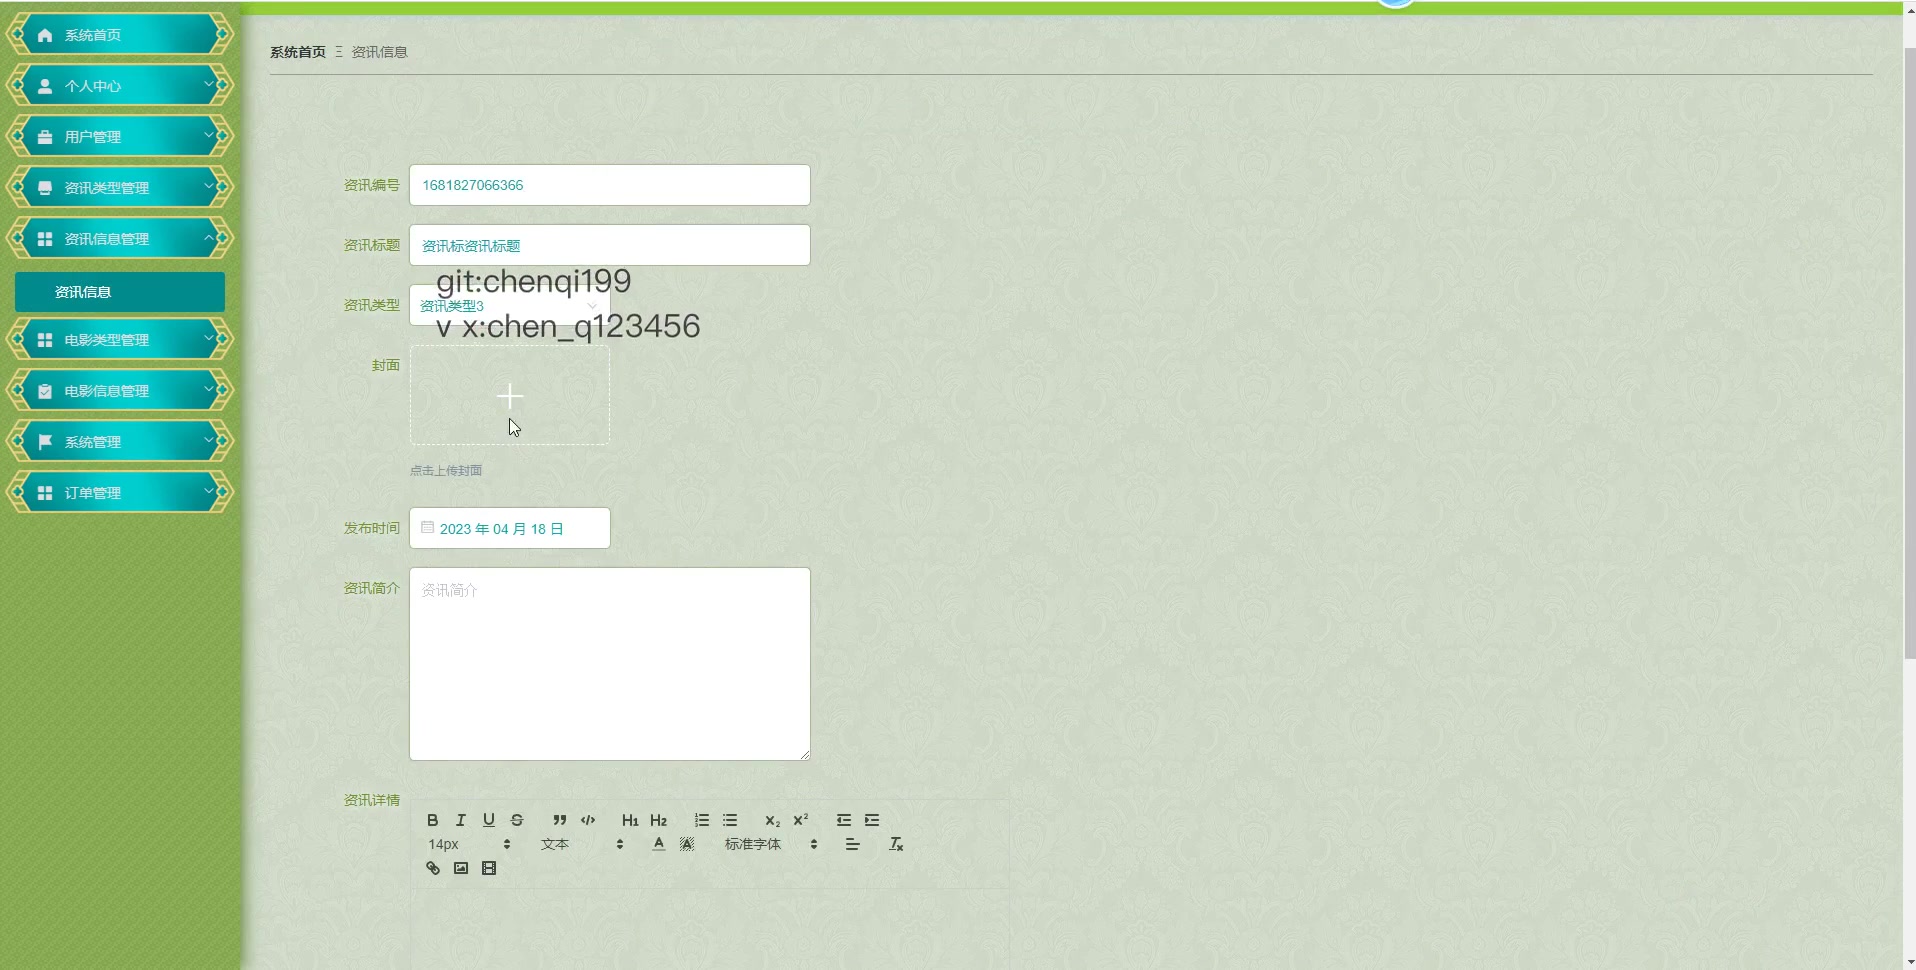 系统首页
个人中心
用户管理
资讯类型管理
资讯信息管理
资讯信息
电影类型管理
电影信息管理
系统管理
订单管理
系统首页 Ξ 资讯信息
资讯编号 1681827066366
资讯标题 资讯标资讯标题
git:chenqi199
资讯类型 资讯类型3
v x:chen_q123456
封面
点击上传封面
发布时间 2023 年 04 月 18 日
资讯简介 资讯简介
资讯详情
B I U S ” </> H1 H2 x₂ x²
14px 文本 A A 标准字体